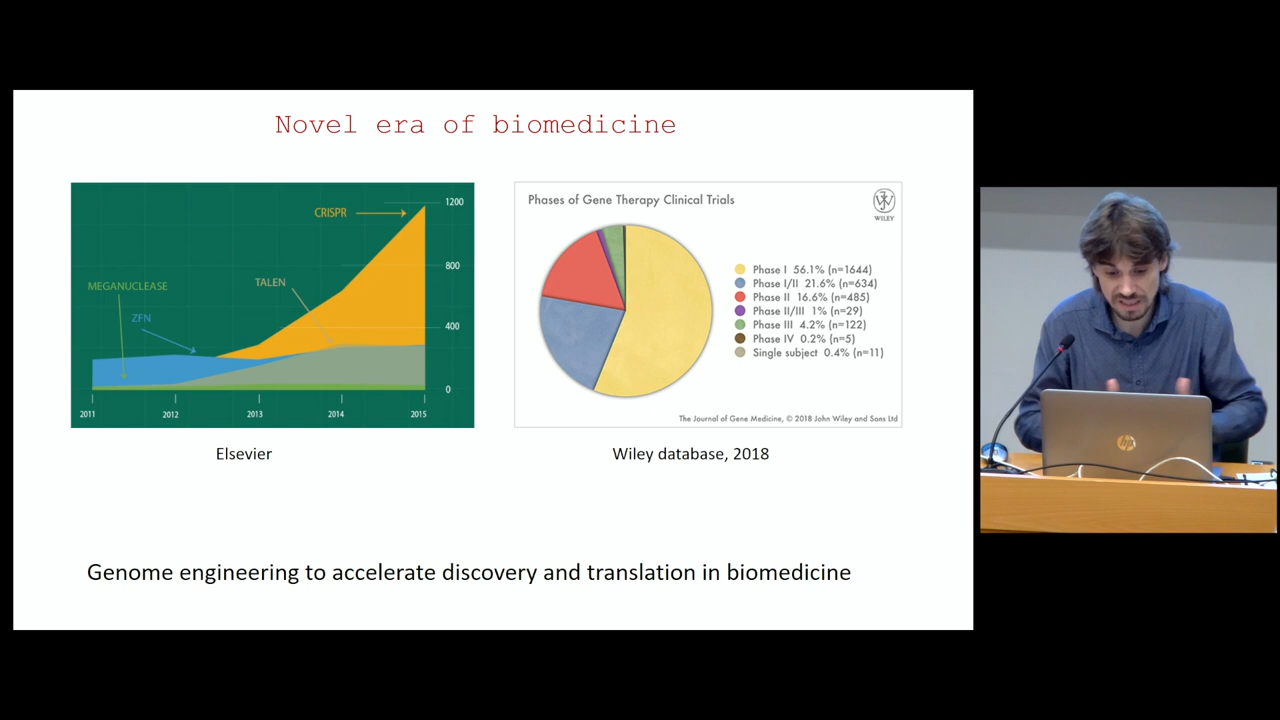 Novel era of biomedicine
CRISPR
1200
800
TALEN
MEGANUCLEASE
ZFN
400
0
2011
2012
2013
2014
2015
Elsevier
Phases of Gene Therapy Clinical Trials
WILEY
Phase I 56.1% (n=1644)
Phase I/II 21.6% (n=634)
Phase II 16.6% (n=485)
Phase II/III 1% (n=29)
Phase III 4.2% (n=122)
Phase IV 0.2% (n=5)
Single subject 0.4% (n=11)
The Journal of Gene Medicine, © 2018 John Wiley and Sons Ltd
Wiley database, 2018
Genome engineering to accelerate discovery and translation in biomedicine
hp